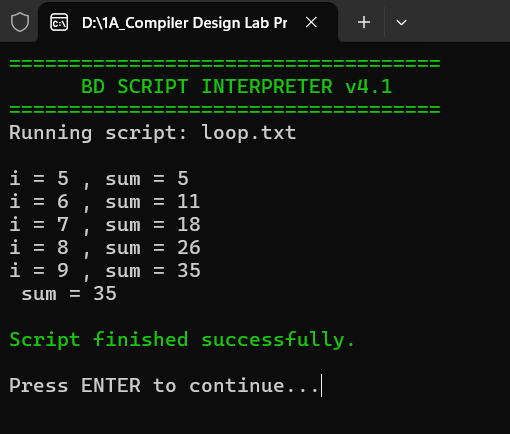 D:\1A_Compiler Design Lab Pr
====================================
BD SCRIPT INTERPRETER v4.1
====================================
Running script: loop.txt
i = 5 , sum = 5
i = 6 , sum = 11
i = 7 , sum = 18
i = 8 , sum = 26
i = 9 , sum = 35
sum = 35
Script finished successfully.
Press ENTER to continue...